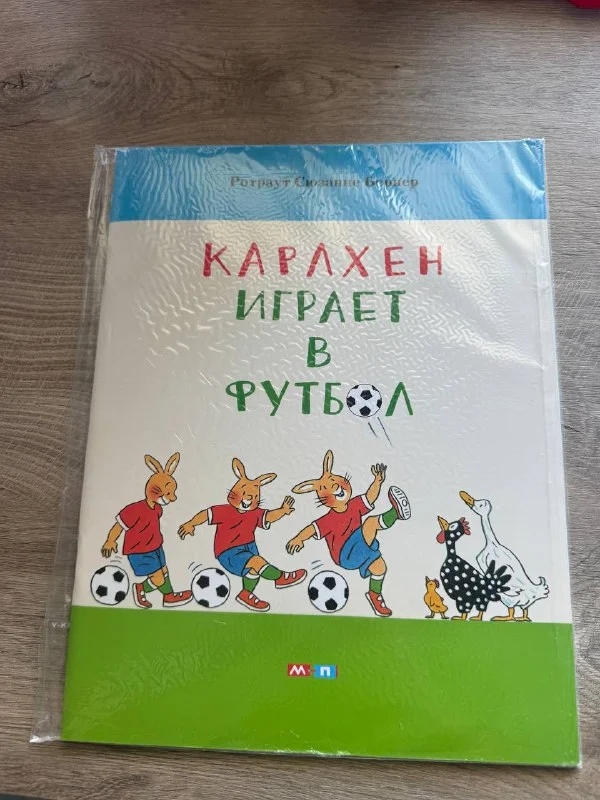 Ротраут Сюзанне Бернер
КАРЛХЕН
ИГРАЕТ
В
ФУТБОЛ
М П